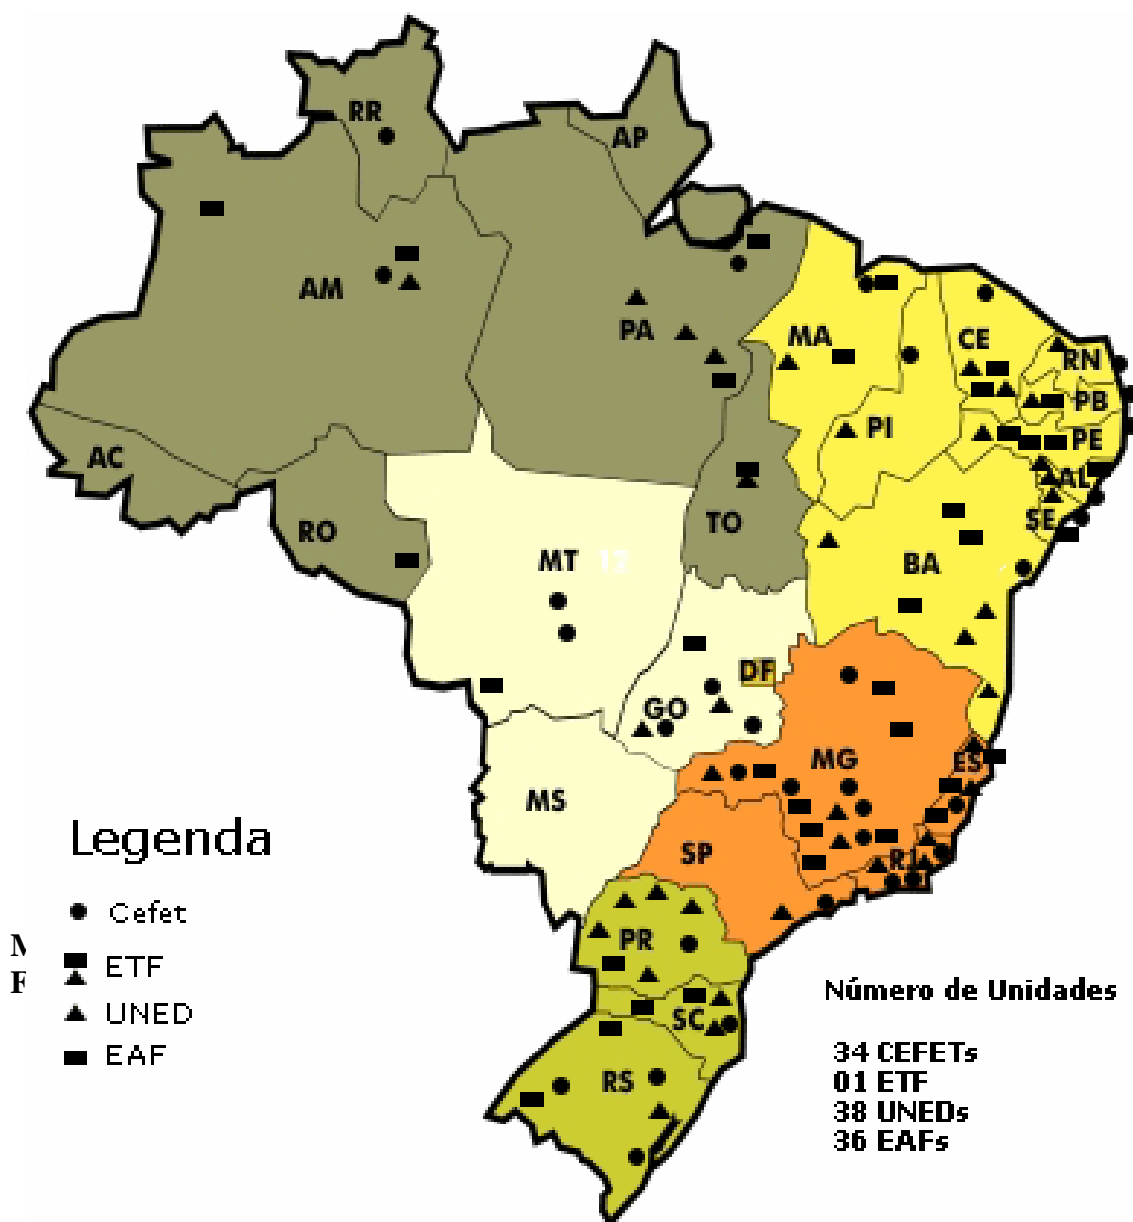 RR
AP
AM
PA
MA
CE
RN
PB
PI
PE
AC
AL
TO
SE
RO
MT 12
BA
DF
GO
MG
ES
MS
Legenda
SP
RJ
Cefet
PR
M
ETF
F
Número de Unidades
UNED
SC
EAF
34 CEFETs
01 ETF
RS
38 UNEDs
36 EAFs